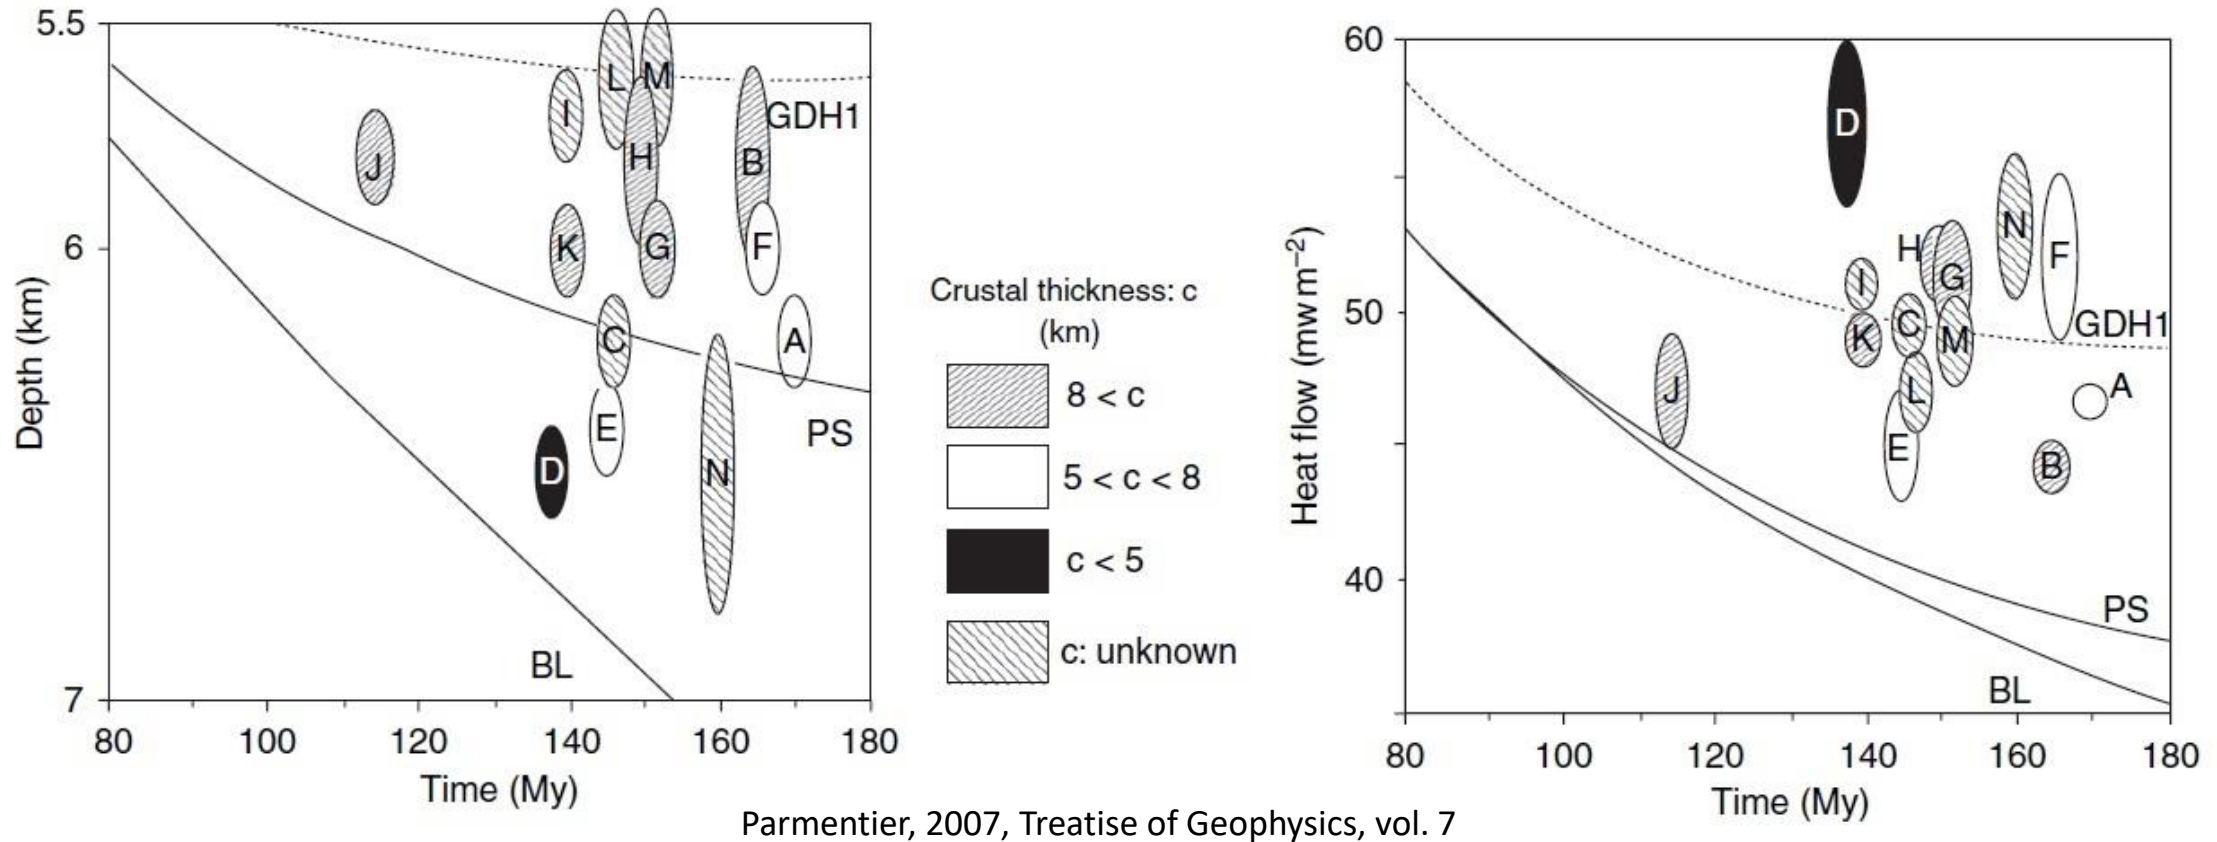 5.5
6
7
Depth (km)
80 100 120 140 160 180
Time (My)
L M
I
GDH1
J
H
B
K
G
F
C
A
E
PS
D
N
BL
Crustal thickness: c
(km)
8 < c
5 < c < 8
c < 5
c: unknown
60
50
40
Heat flow (mw m−2)
80 100 120 140 160 180
Time (My)
D
N
H
F
I
G
C
GDH1
K
M
J
L
A
E
B
PS
BL
Parmentier, 2007, Treatise of Geophysics, vol. 7